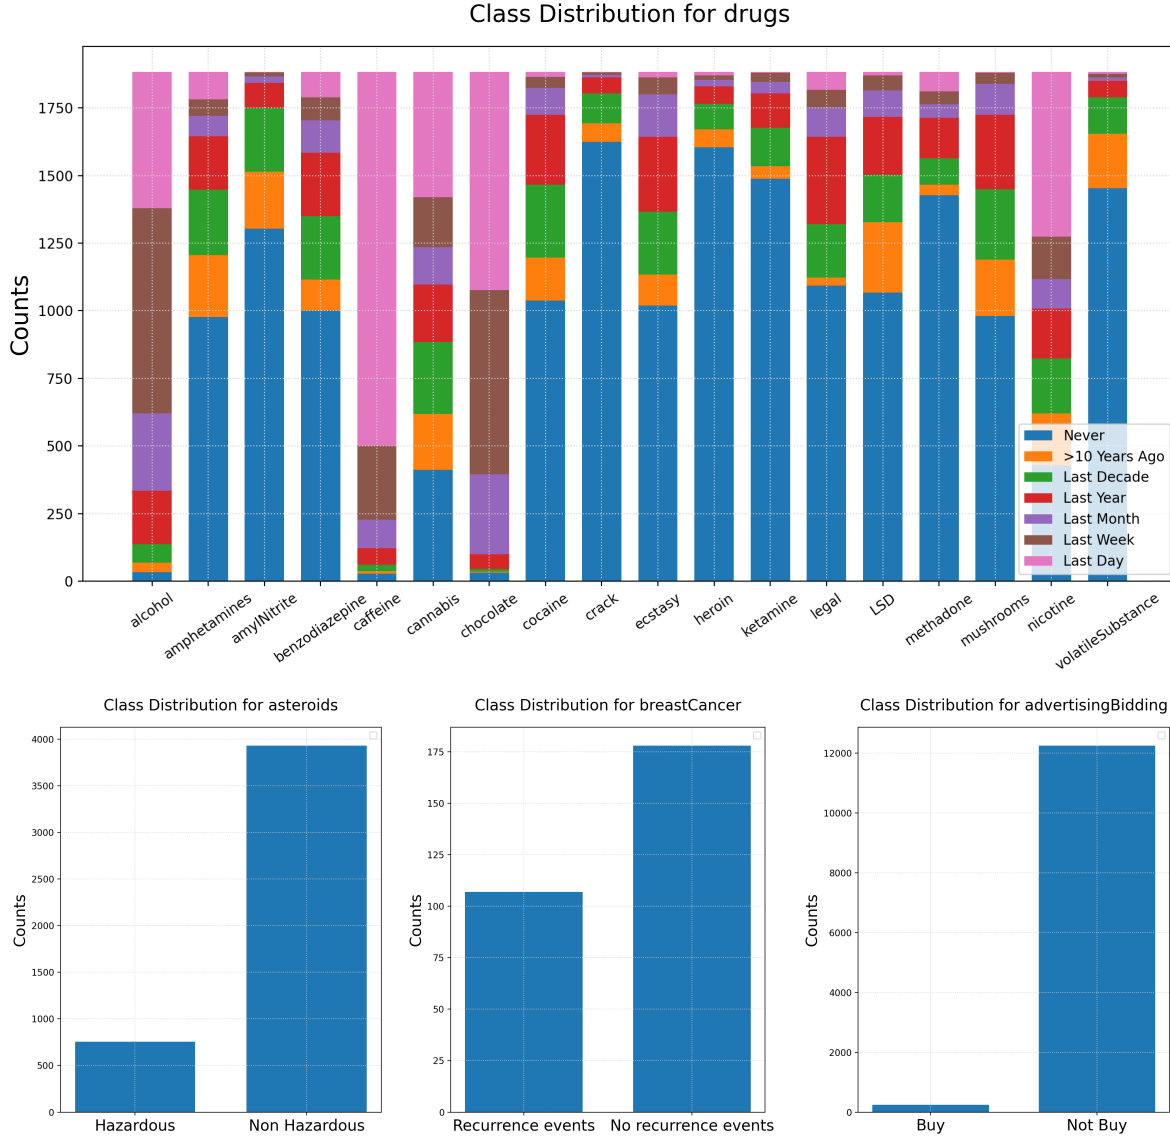 Class Distribution for drugs
Counts
1750
1500
1250
1000
750
500
250
0
Never
>10 Years Ago
Last Decade
Last Year
Last Month
Last Week
Last Day
alcohol
amphetamines
amylNitrite
benzodiazepine
caffeine
cannabis
chocolate
cocaine
crack
ecstasy
heroin
ketamine
legal
LSD
methadone
mushrooms
nicotine
volatileSubstance
Class Distribution for asteroids
Counts
4000
3500
3000
2500
2000
1500
1000
500
0
Hazardous
Non Hazardous
Class Distribution for breastCancer
Counts
175
150
125
100
75
50
25
0
Recurrence events
No recurrence events
Class Distribution for advertisingBidding
Counts
12000
10000
8000
6000
4000
2000
0
Buy
Not Buy